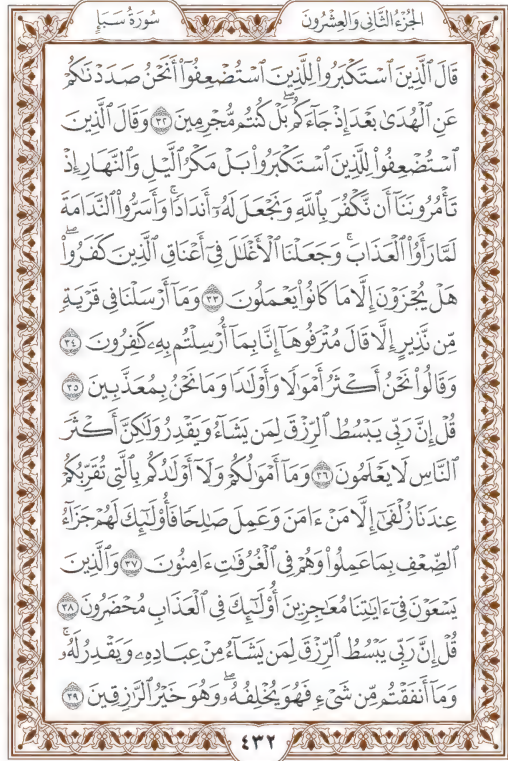 الجُزْءُ الثَّانِي وَالعِشْرُونَ
سُورَةُ سَبَإٍ
قَالَ ٱلَّذِينَ ٱسْتَكْبَرُوا۟ لِلَّذِينَ ٱسْتُضْعِفُوٓا۟ أَنَحْنُ صَدَدْنَٰكُمْ
عَنِ ٱلْهُدَىٰ بَعْدَ إِذْ جَآءَكُم ۖ بَلْ كُنتُم مُّجْرِمِينَ ٣٢ وَقَالَ ٱلَّذِينَ
ٱسْتُضْعِفُوا۟ لِلَّذِينَ ٱسْتَكْبَرُوا۟ بَلْ مَكْرُ ٱلَّيْلِ وَٱلنَّهَارِ إِذْ
تَأْمُرُونَنَآ أَن نَّكْفُرَ بِٱللَّهِ وَنَجْعَلَ لَهُۥٓ أَندَادًا ۚ وَأَسَرُّوا۟ ٱلنَّدَامَةَ
لَمَّا رَأَوُا۟ ٱلْعَذَابَ ۚ وَجَعَلْنَا ٱلْأَغْلَٰلَ فِىٓ أَعْنَاقِ ٱلَّذِينَ كَفَرُوا۟ ۖ
هَلْ يُجْزَوْنَ إِلَّا مَا كَانُوا۟ يَعْمَلُونَ ٣٣ وَمَآ أَرْسَلْنَا فِى قَرْيَةٍ
مِّن نَّذِيرٍ إِلَّا قَالَ مُتْرَفُوهَآ إِنَّا بِمَآ أُرْسِلْتُم بِهِۦ كَٰفِرُونَ ٣٤
وَقَالُوا۟ نَحْنُ أَكْثَرُ أَمْوَٰلًا وَأَوْلَٰدًا وَمَا نَحْنُ بِمُعَذَّبِينَ ٣٥
قُلْ إِنَّ رَبِّى يَبْسُطُ ٱلرِّزْقَ لِمَن يَشَآءُ وَيَقْدِرُ وَلَٰكِنَّ أَكْثَرَ
ٱلنَّاسِ لَا يَعْلَمُونَ ٣٦ وَمَآ أَمْوَٰلُكُمْ وَلَآ أَوْلَٰدُكُم بِٱلَّتِى تُقَرِّبُكُمْ
عِندَنَا زُلْفَىٰٓ إِلَّا مَنْ ءَامَنَ وَعَمِلَ صَٰلِحًا فَأُو۟لَٰٓئِكَ لَهُمْ جَزَآءُ
ٱلضِّعْفِ بِمَا عَمِلُوا۟ وَهُمْ فِى ٱلْغُرُفَٰتِ ءَامِنُونَ ٣٧ وَٱلَّذِينَ
يَسْعَوْنَ فِىٓ ءَايَٰتِنَا مُعَٰجِزِينَ أُو۟لَٰٓئِكَ فِى ٱلْعَذَابِ مُحْضَرُونَ ٣٨
قُلْ إِنَّ رَبِّى يَبْسُطُ ٱلرِّزْقَ لِمَن يَشَآءُ مِنْ عِبَادِهِۦ وَيَقْدِرُ لَهُۥ ۚ
وَمَآ أَنفَقْتُم مِّن شَىْءٍ فَهُوَ يُخْلِفُهُۥ ۖ وَهُوَ خَيْرُ ٱلرَّٰزِقِينَ ٣٩
٤٣٢